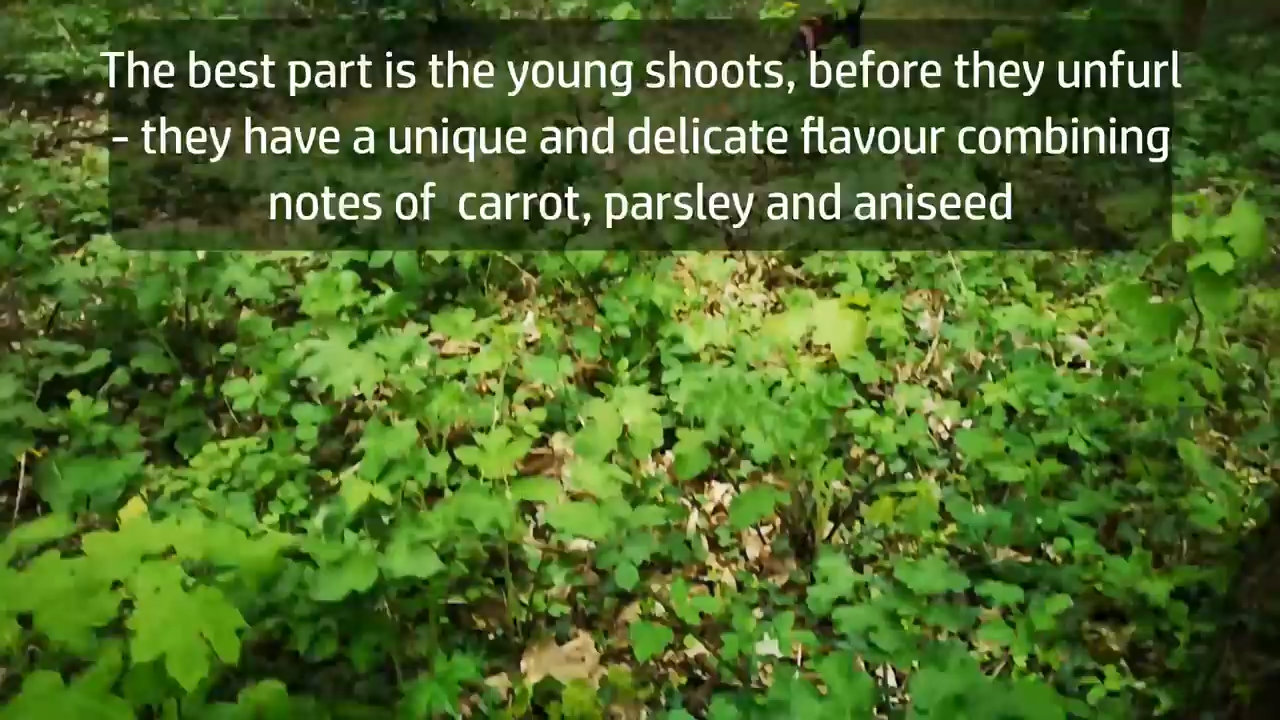 The best part is the young shoots, before they unfurl
- they have a unique and delicate flavour combining
notes of  carrot, parsley and aniseed